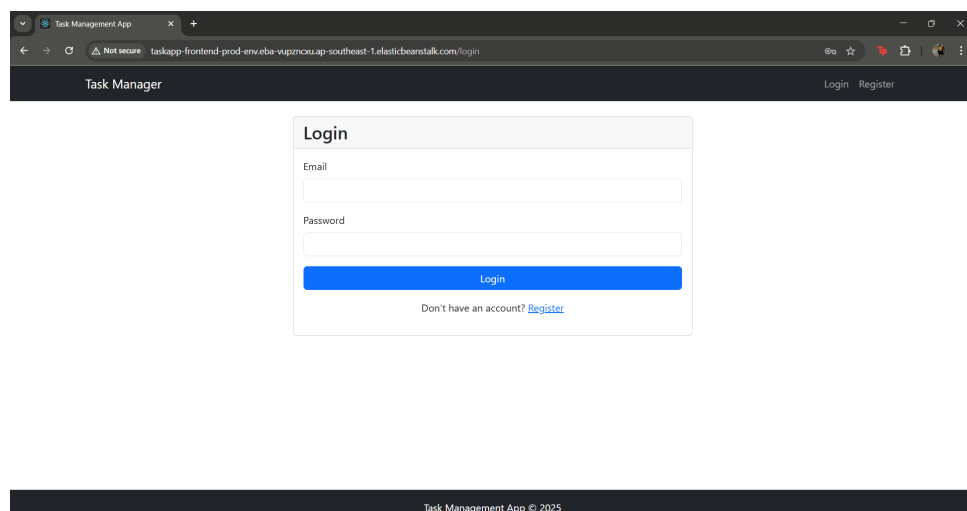 Task Management App
Not secure taskapp-frontend-prod-env.eba-vupzncxu.ap-southeast-1.elasticbeanstalk.com/login
Tp
Task Manager Login Register
Login
Email
Password
Login
Don't have an account? Register
Task Management App © 2025